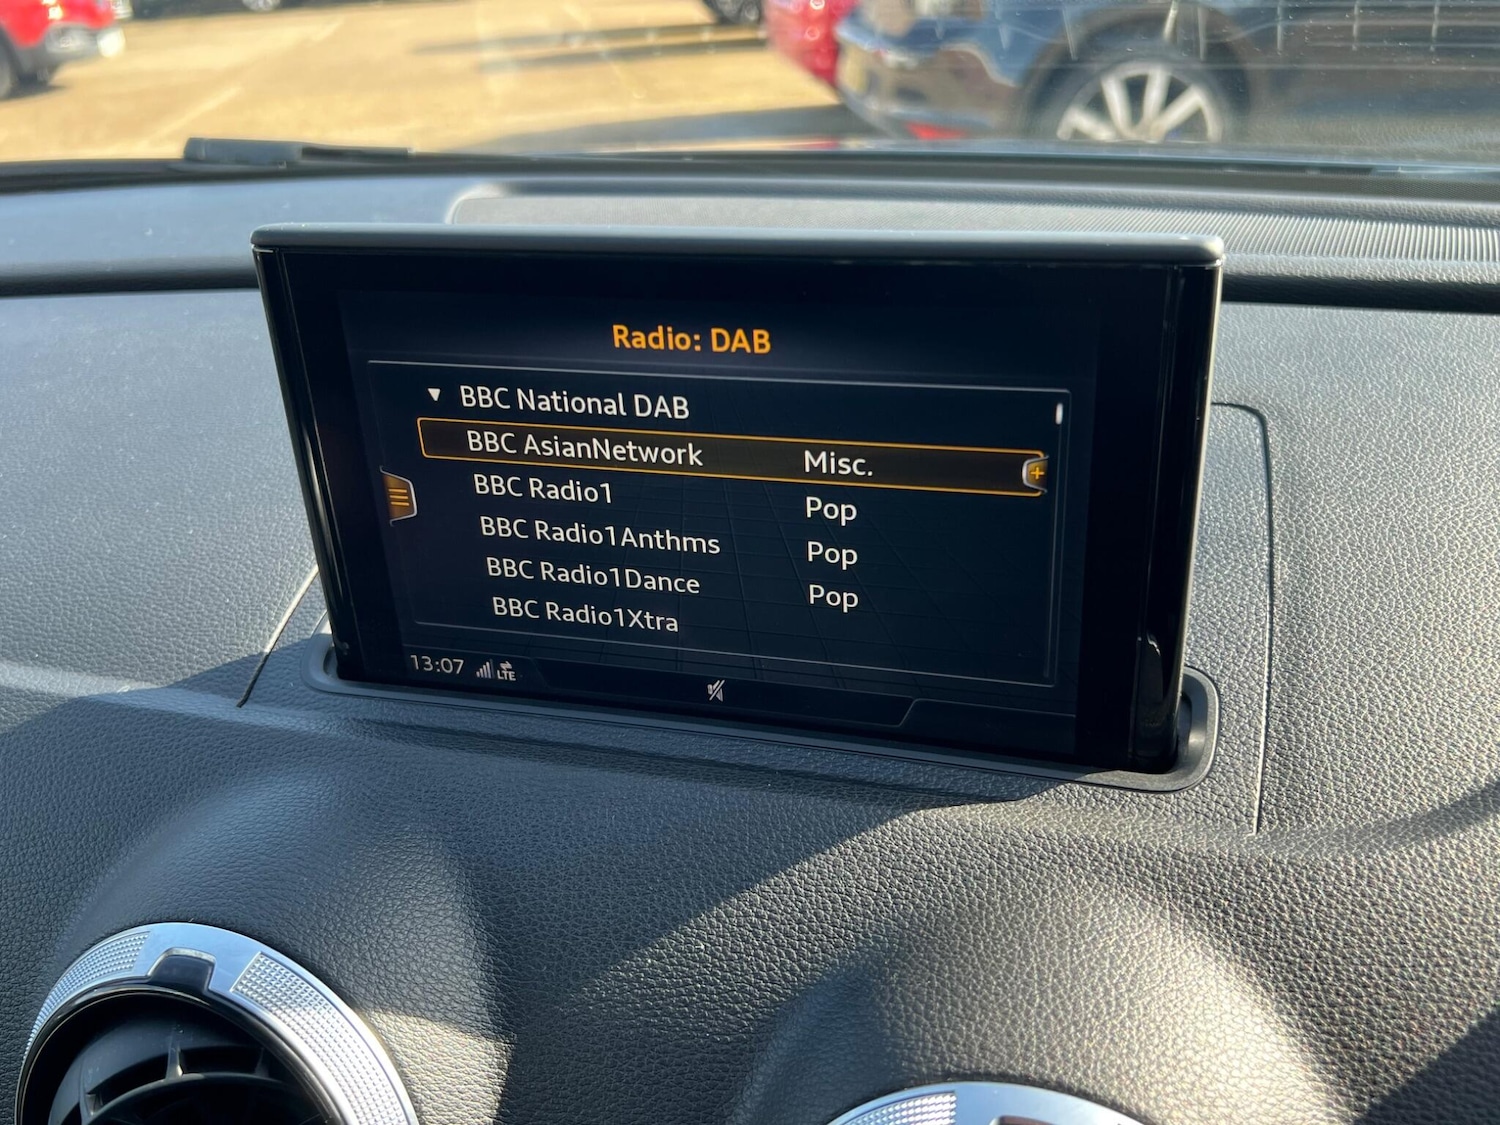 Radio: DAB
▼ BBC National DAB
BBC AsianNetwork Misc.
BBC Radio1 Pop
BBC Radio1Anthms Pop
BBC Radio1Dance Pop
BBC Radio1Xtra
13:07 LTE